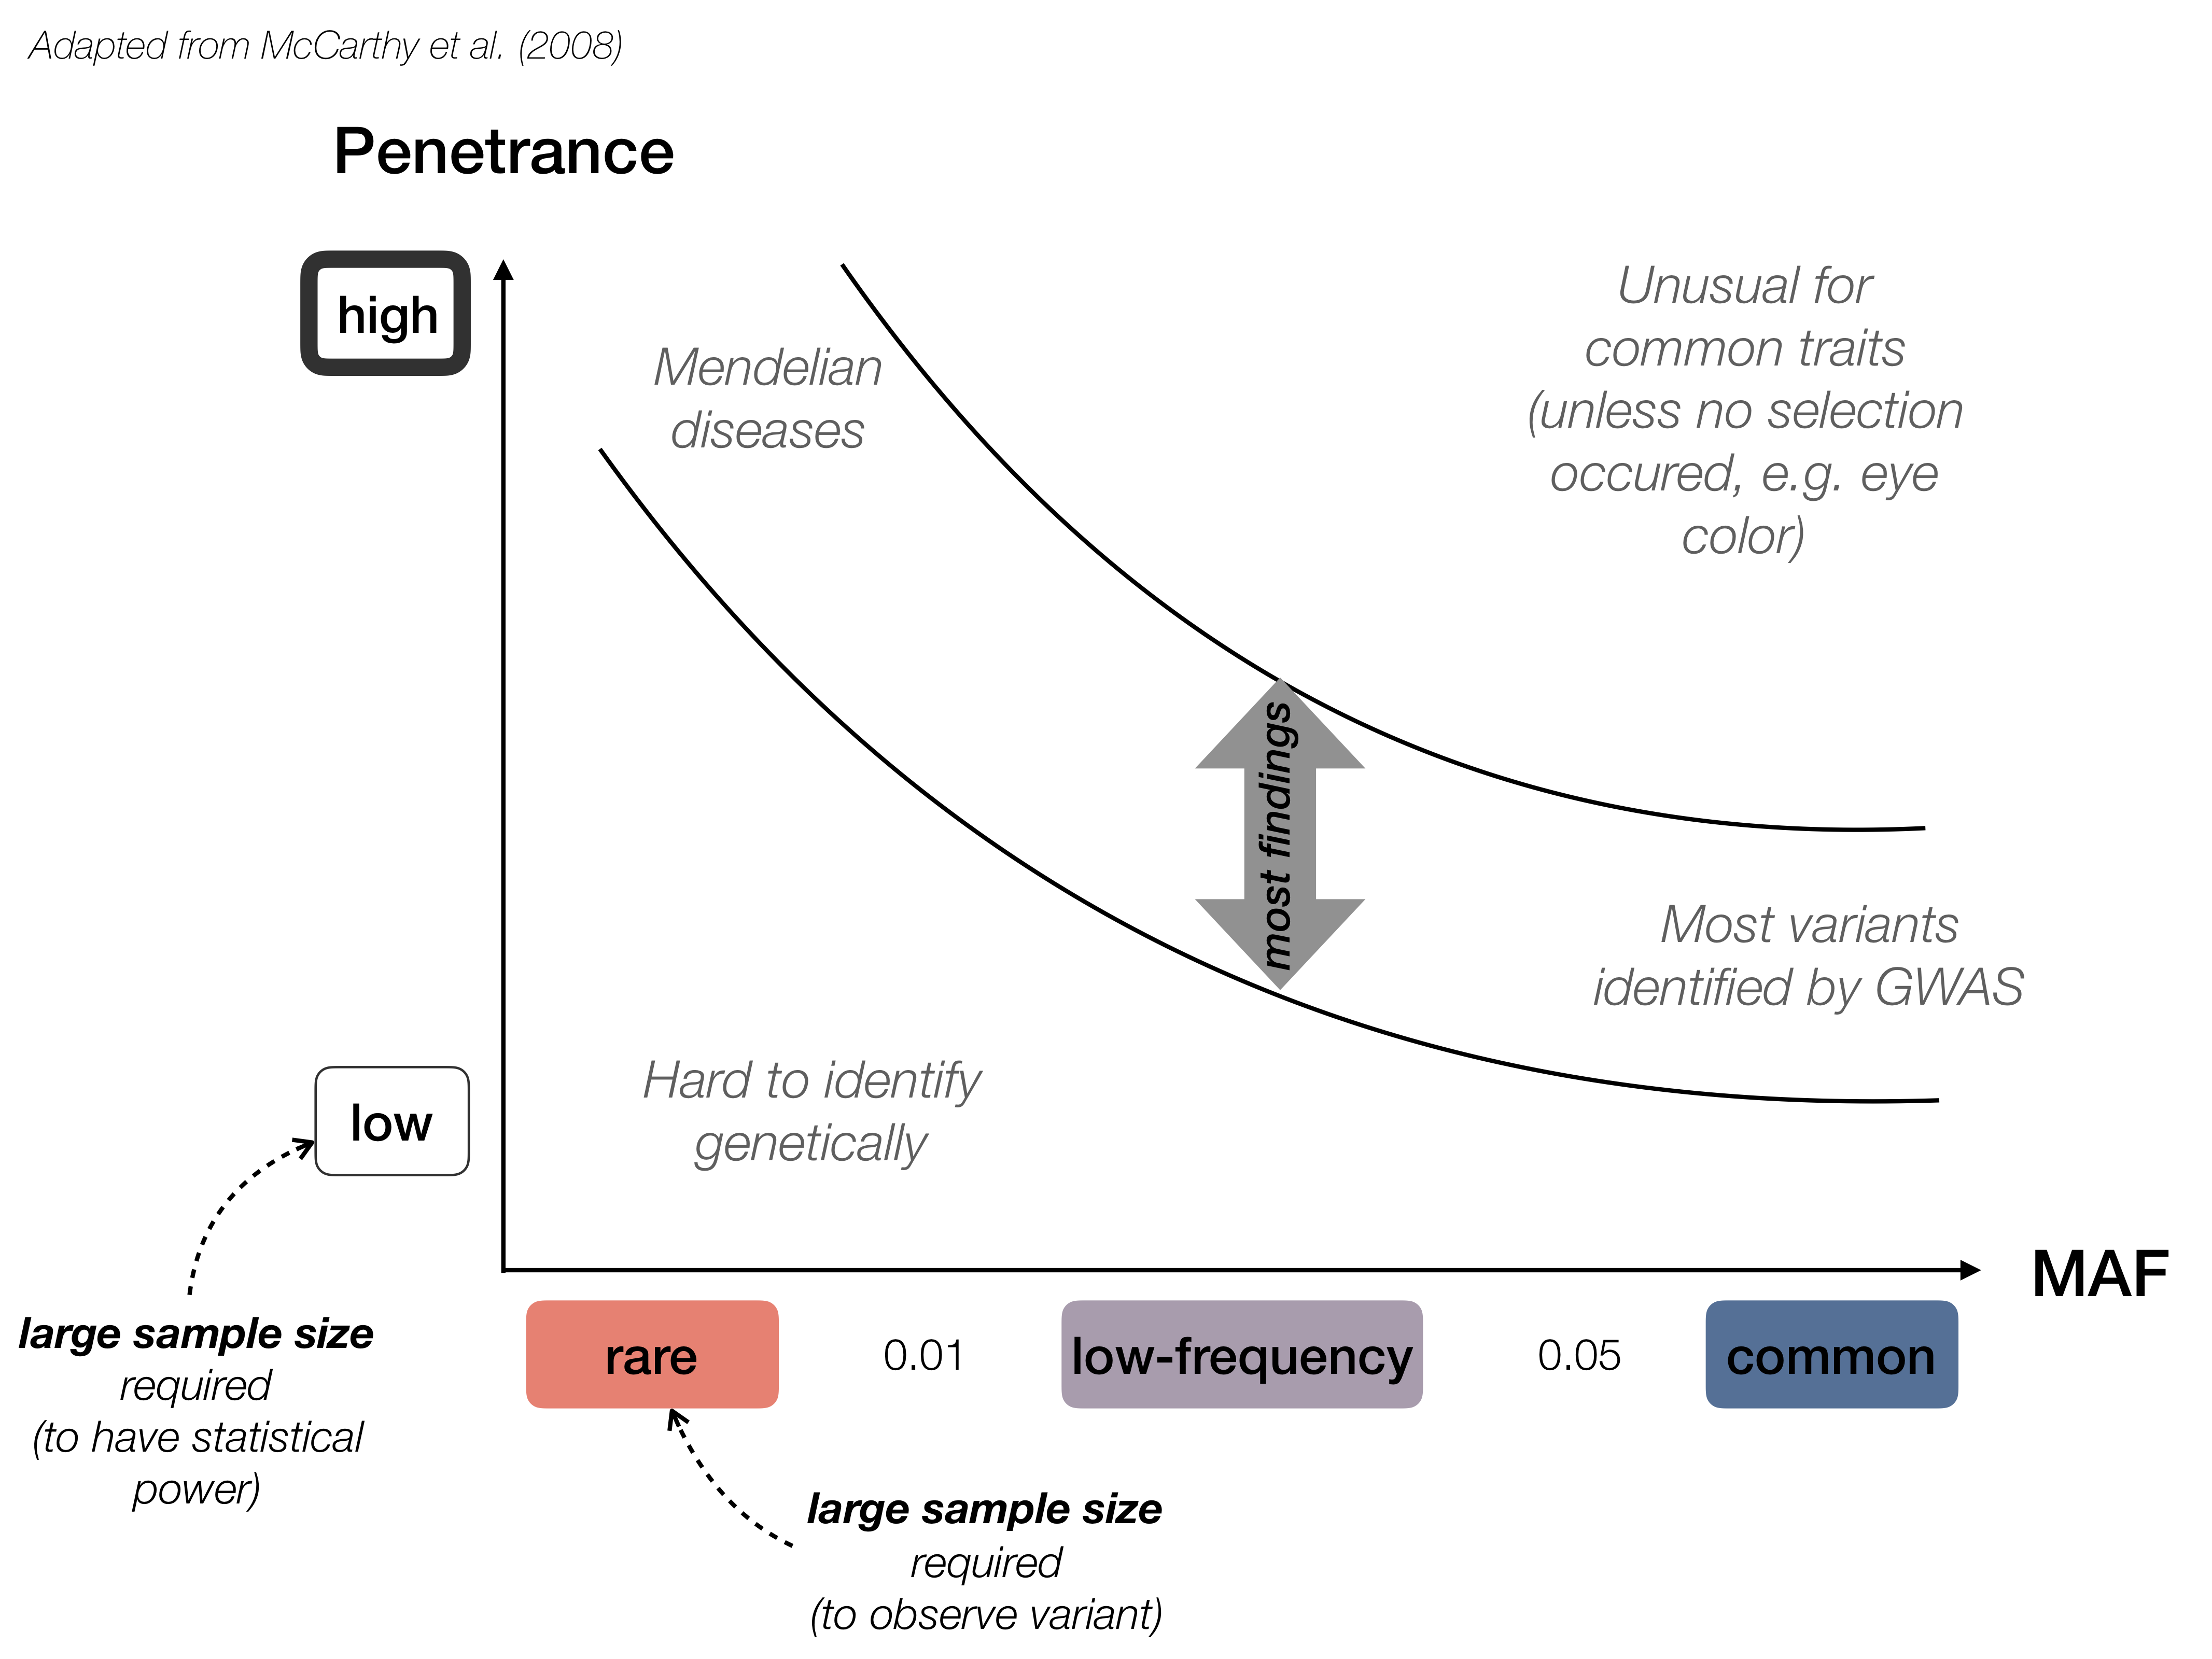 Adapted from McCarthy et al. (2008)
Penetrance
high
Mendelian
diseases
Unusual for
common traits
(unless no selection
occured, e.g. eye
color)
most findings
Most variants
identified by GWAS
Hard to identify
genetically
low
MAF
rare
0.01
low-frequency
0.05
common
large sample size
required
(to have statistical
power)
large sample size
required
(to observe variant)